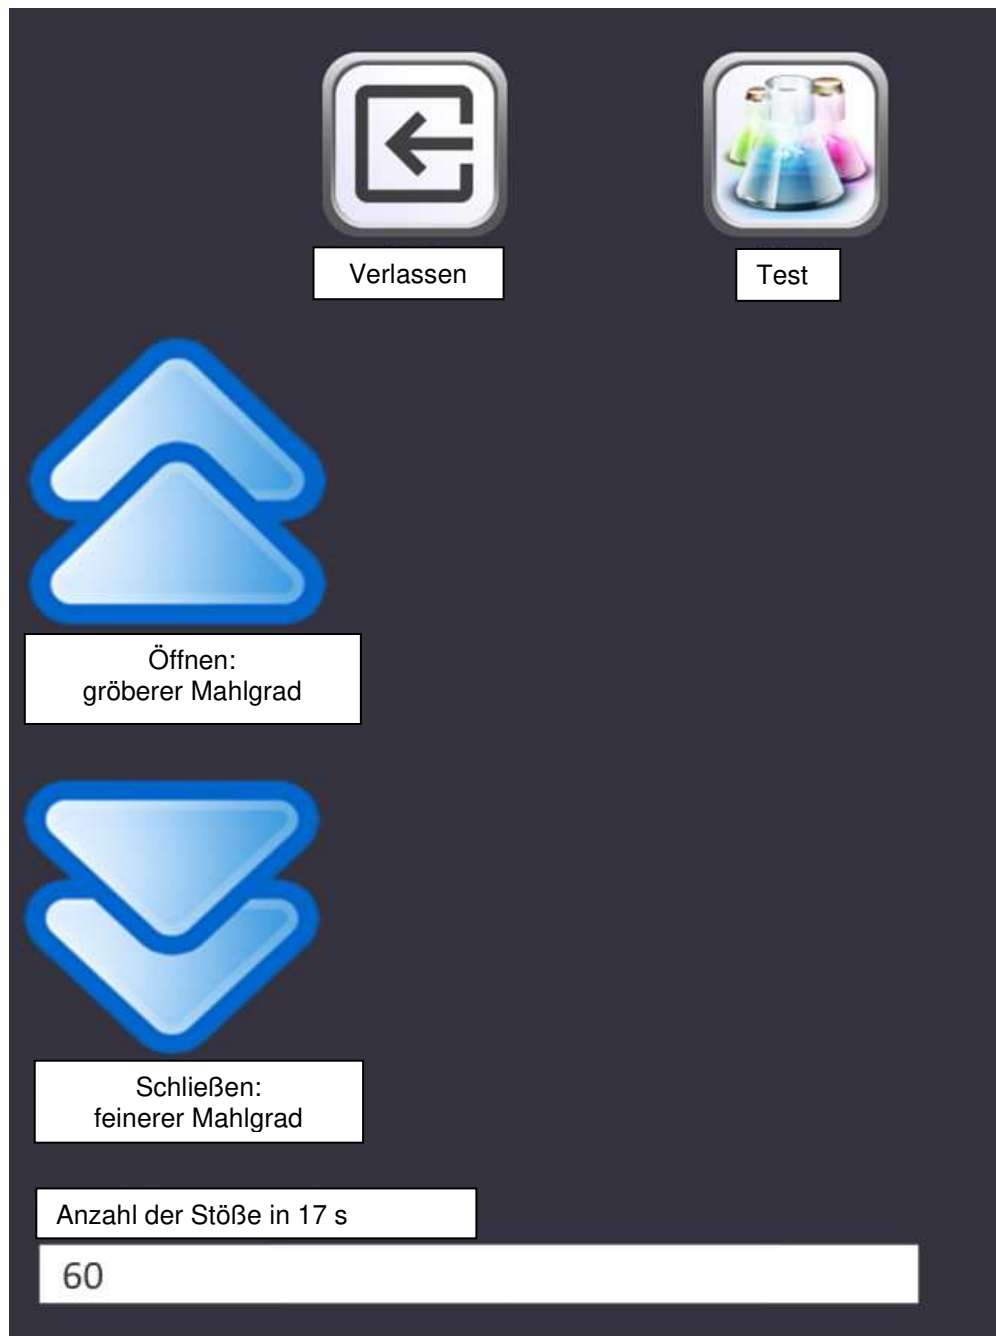 Verlassen
Test
Öffnen:
gröberer Mahlgrad
Schließen:
feinerer Mahlgrad
Anzahl der Stöße in 17 s
60